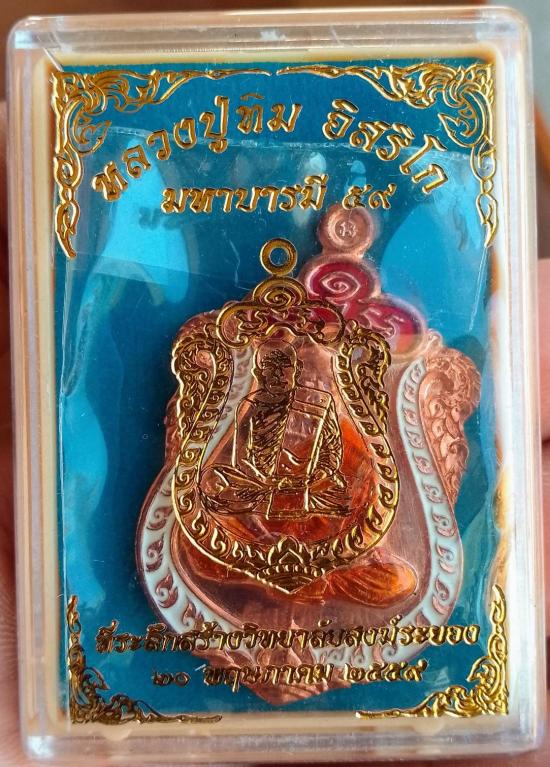 หลวงปู่ทิม อิสริโก
มหาบารมี ๕๙
ที่ระลึกสร้างวิทยาลัยสงฆ์ระยอง
๒๐ พฤษภาคม ๒๕๕๙